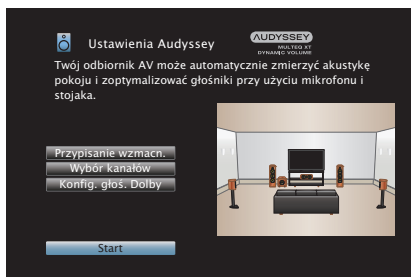 Ustawienia Audyssey
AUDYSSEY
MULTEQ XT
DYNAMIC VOLUME
Twój odbiornik AV może automatycznie zmierzyć akustykę
pokoju i zoptymalizować głośniki przy użyciu mikrofonu i
stojaka.
Przypisanie wzmacn.
Wybór kanałów
Konfig. głoś. Dolby
Start